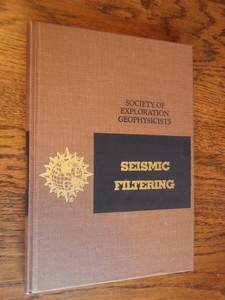 SOCIETY OF
EXPLORATION
GEOPHYSICISTS
SEISMIC
FILTERING